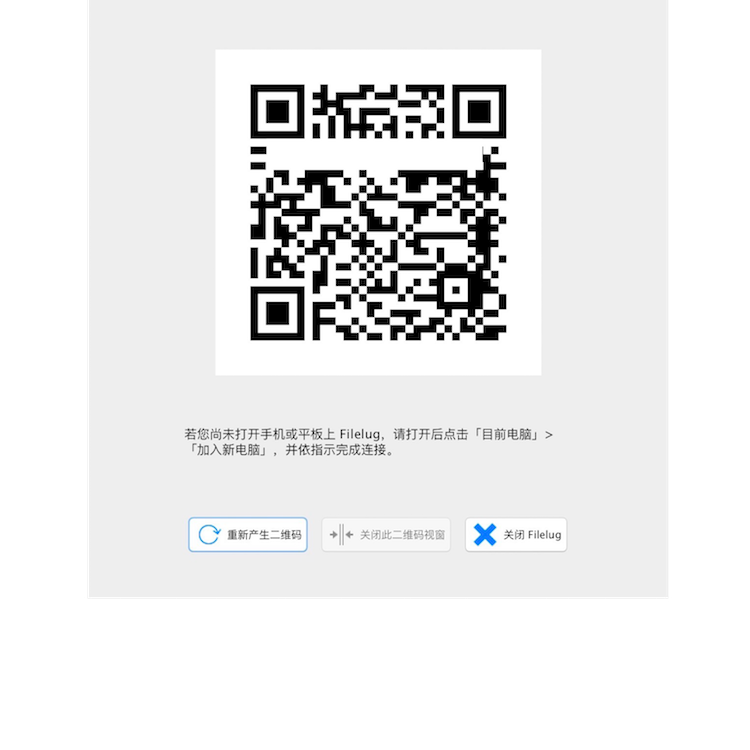 若您尚未打开手机或平板上 Filelug，请打开后点击「目前电脑」>
「加入新电脑」，并依指示完成连接。
重新产生二维码 关闭此二维码视窗 关闭 Filelug